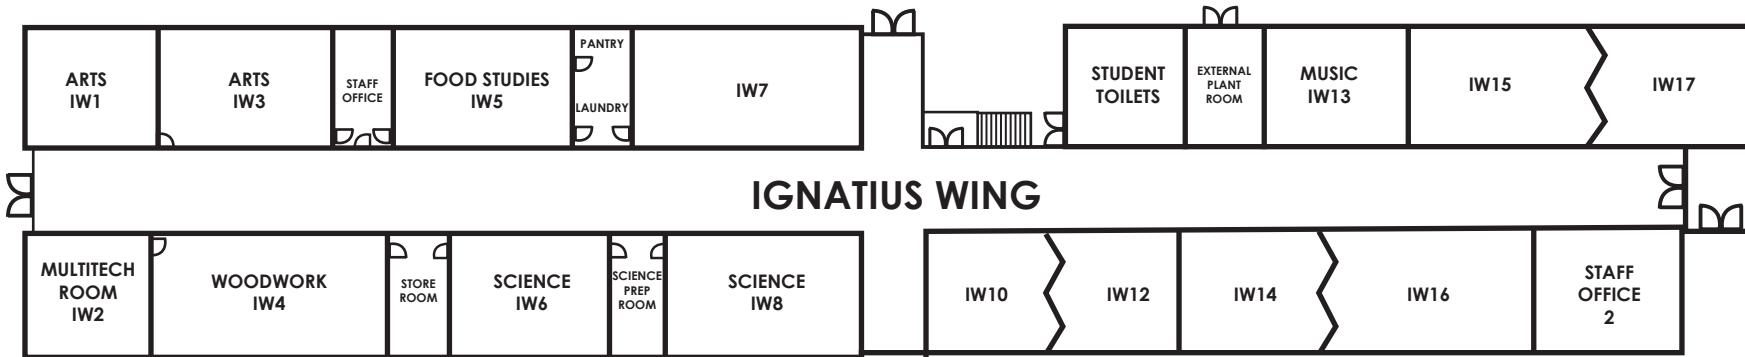 ARTS
IW1
ARTS
IW3
STAFF
OFFICE
FOOD STUDIES
IW5
PANTRY
LAUNDRY
IW7
STUDENT
TOILETS
EXTERNAL
PLANT
ROOM
MUSIC
IW13
IW15
IW17
IGNATIUS WING
MULTITECH
ROOM
IW2
WOODWORK
IW4
STORE
ROOM
SCIENCE
IW6
SCIENCE
PREP
ROOM
SCIENCE
IW8
IW10
IW12
IW14
IW16
STAFF
OFFICE
2